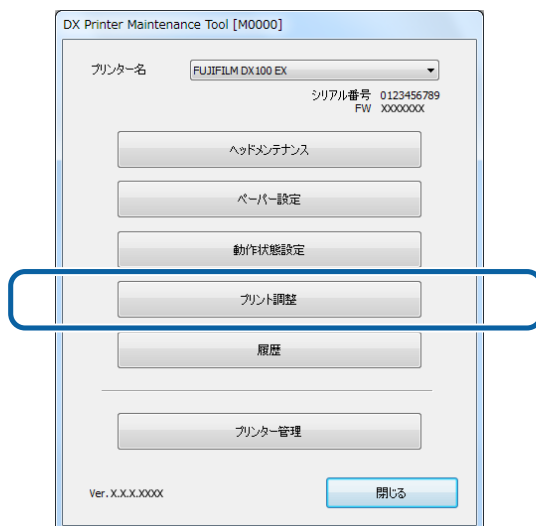 DX Printer Maintenance Tool [M0000]
プリンター名 FUJIFILM DX100 EX
シリアル番号 0123456789
FW XXXXXXX
ヘッドメンテナンス
ペーパー設定
動作状態設定
プリント調整
履歴
プリンター管理
Ver.X.X.X.XXXX 閉じる